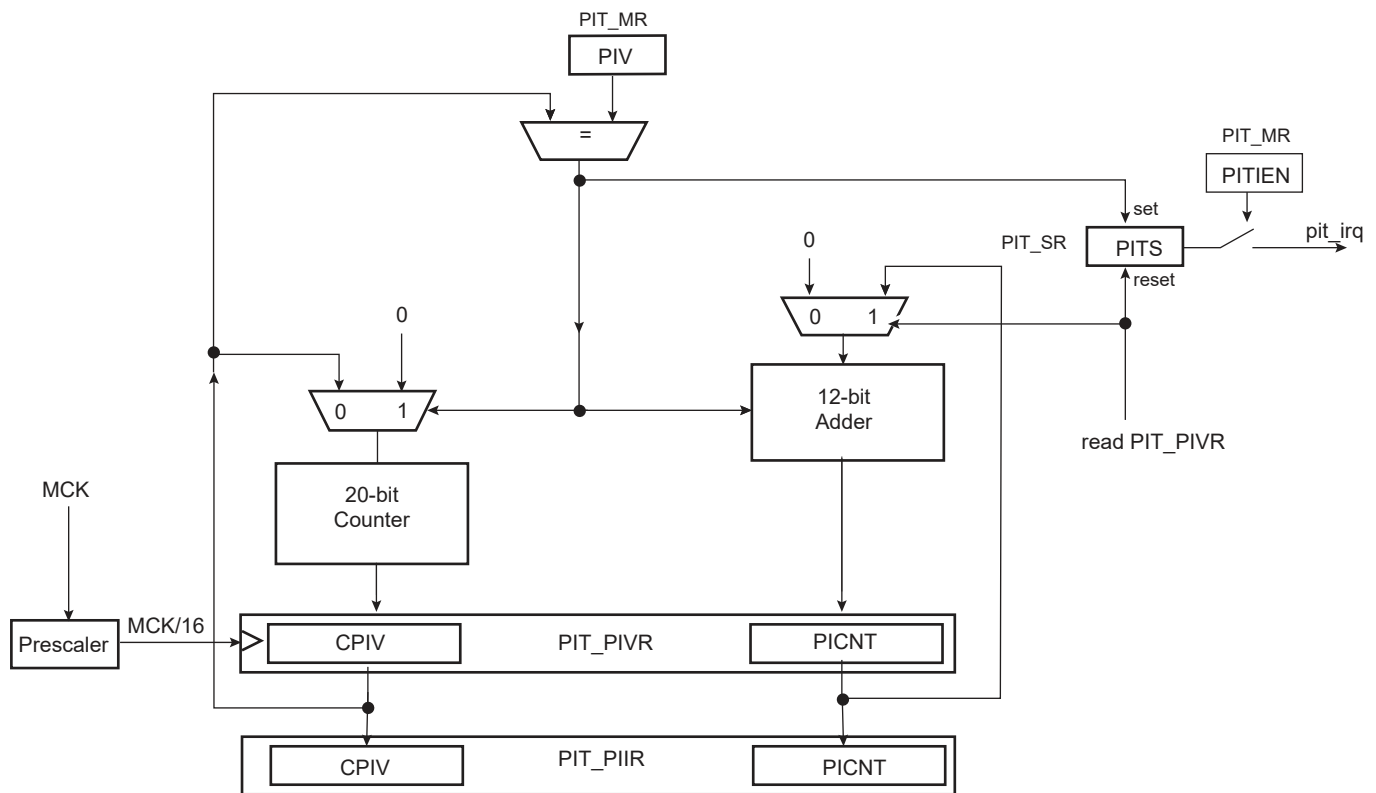 PIT_MR
PIV
=
PIT_MR
PITIEN
set
0
PIT_SR
PITS
pit_irq
reset
0
0 1
0 1
12-bit
Adder
read PIT_PIVR
MCK
20-bit
Counter
MCK/16
Prescaler
CPIV
PIT_PIVR
PICNT
CPIV
PIT_PIIR
PICNT